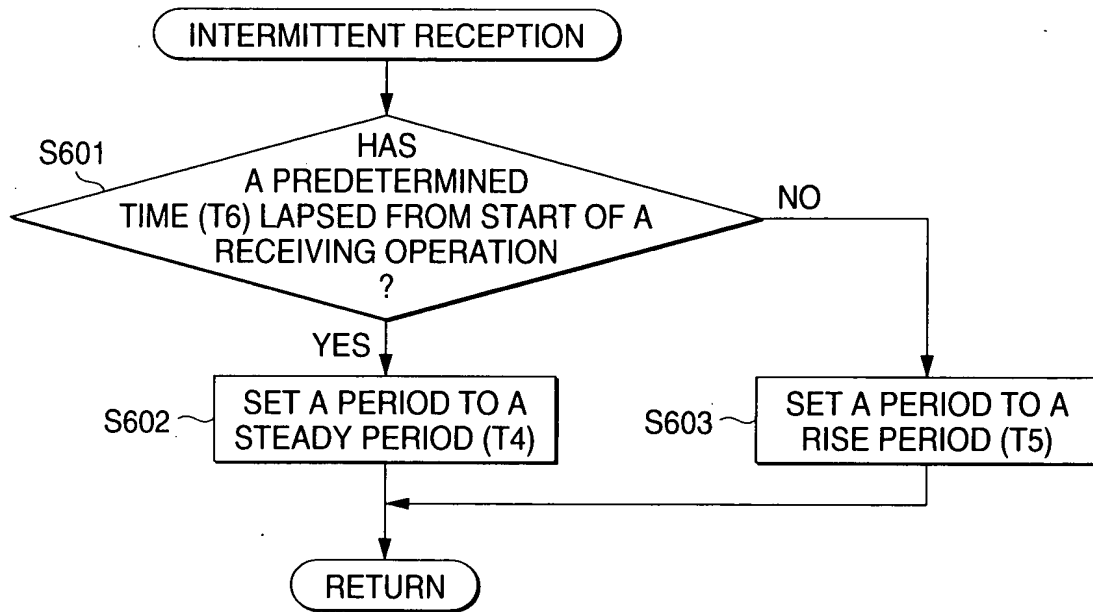 INTERMITTENT RECEPTION
S601
HAS
A PREDETERMINED
TIME (T6) LAPSED FROM START OF A
RECEIVING OPERATION
?
NO
YES
S602
SET A PERIOD TO A
STEADY PERIOD (T4)
S603
SET A PERIOD TO A
RISE PERIOD (T5)
RETURN